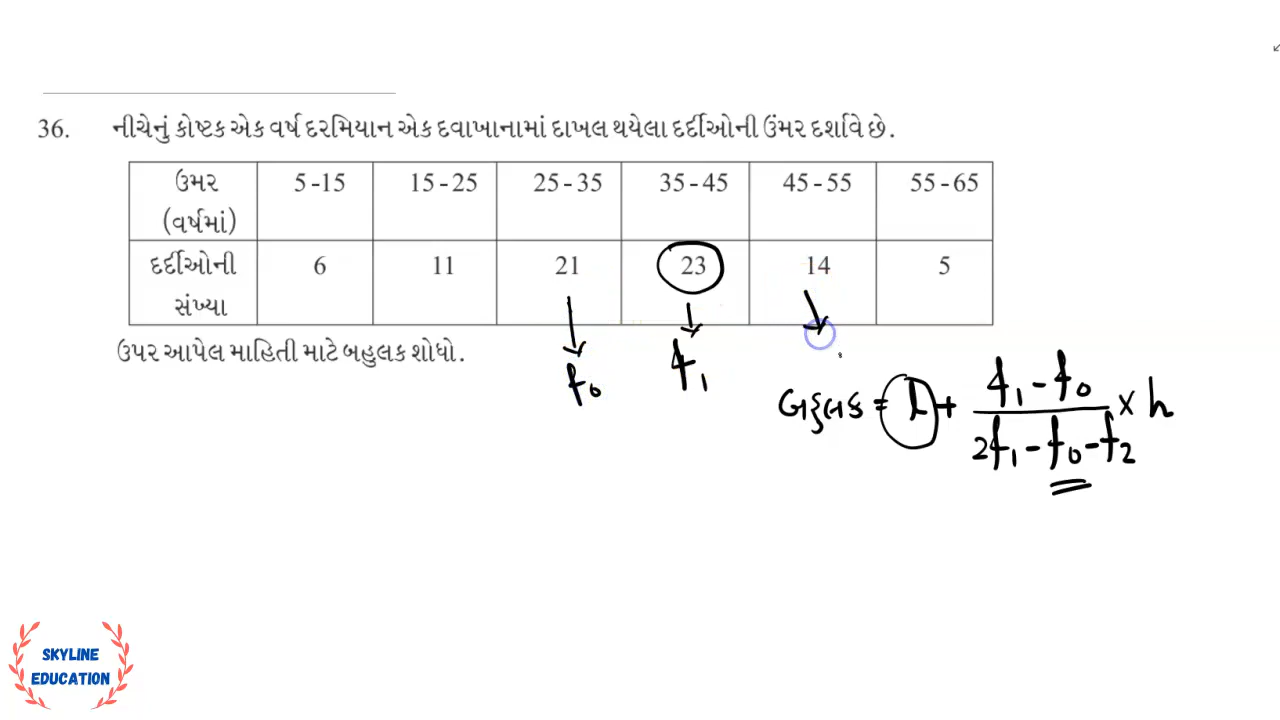 36. નીચેનું કોષ્ટક એક વર્ષ દરમિયાન એક દવાખાનામાં દાખલ થયેલા દર્દીઓની ઉંમર દર્શાવે છે.
ઉમર (વર્ષમાં) 5-15 15-25 25-35 35-45 45-55 55-65
દર્દીઓની સંખ્યા 6 11 21 23 14 5
ઉપર આપેલ માહિતી માટે બહુલક શોધો.
f₀ f₁
બહુલક = l + (f₁ - f₀) / (2f₁ - f₀ - f₂) × h
SKYLINE
EDUCATION